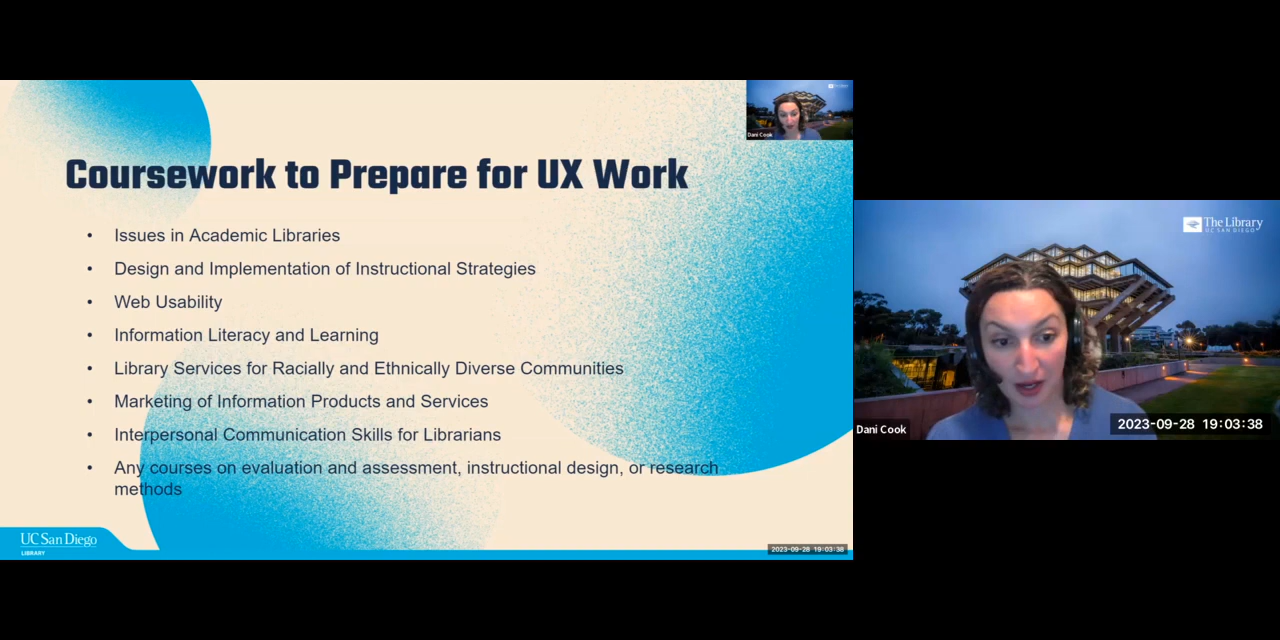 Dani Cook
Coursework to Prepare for UX Work
• Issues in Academic Libraries
• Design and Implementation of Instructional Strategies
• Web Usability
• Information Literacy and Learning
• Library Services for Racially and Ethnically Diverse Communities
• Marketing of Information Products and Services
• Interpersonal Communication Skills for Librarians
• Any courses on evaluation and assessment, instructional design, or research
methods
UC San Diego
LIBRARY
2023-09-28 19:03:38
The Library
UC SAN DIEGO
Dani Cook
2023-09-28 19:03:38